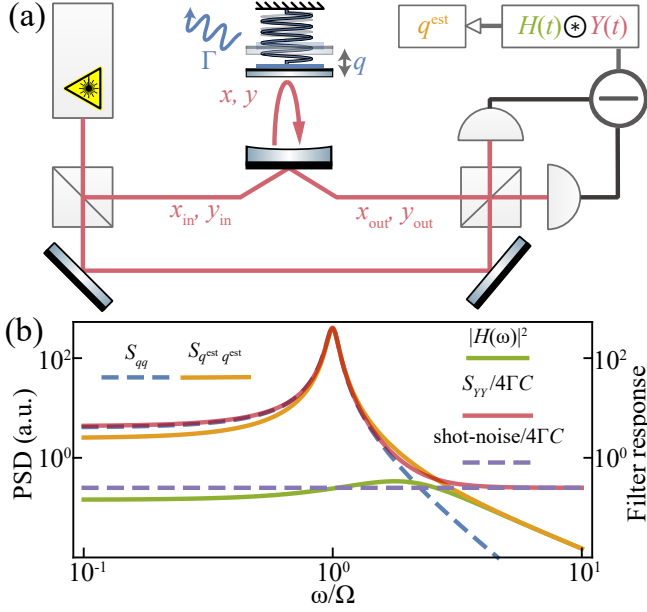 (a)
q^est
H(t)⊛Y(t)
Γ
q
x, y
x_in, y_in
x_out, y_out
(b)
S_qq
S_q^est q^est
|H(ω)|²
S_YY/4ΓC
shot-noise/4ΓC
PSD (a.u.)
Filter response
10²
10⁰
10²
10⁰
10⁻¹
10⁰
10¹
ω/Ω